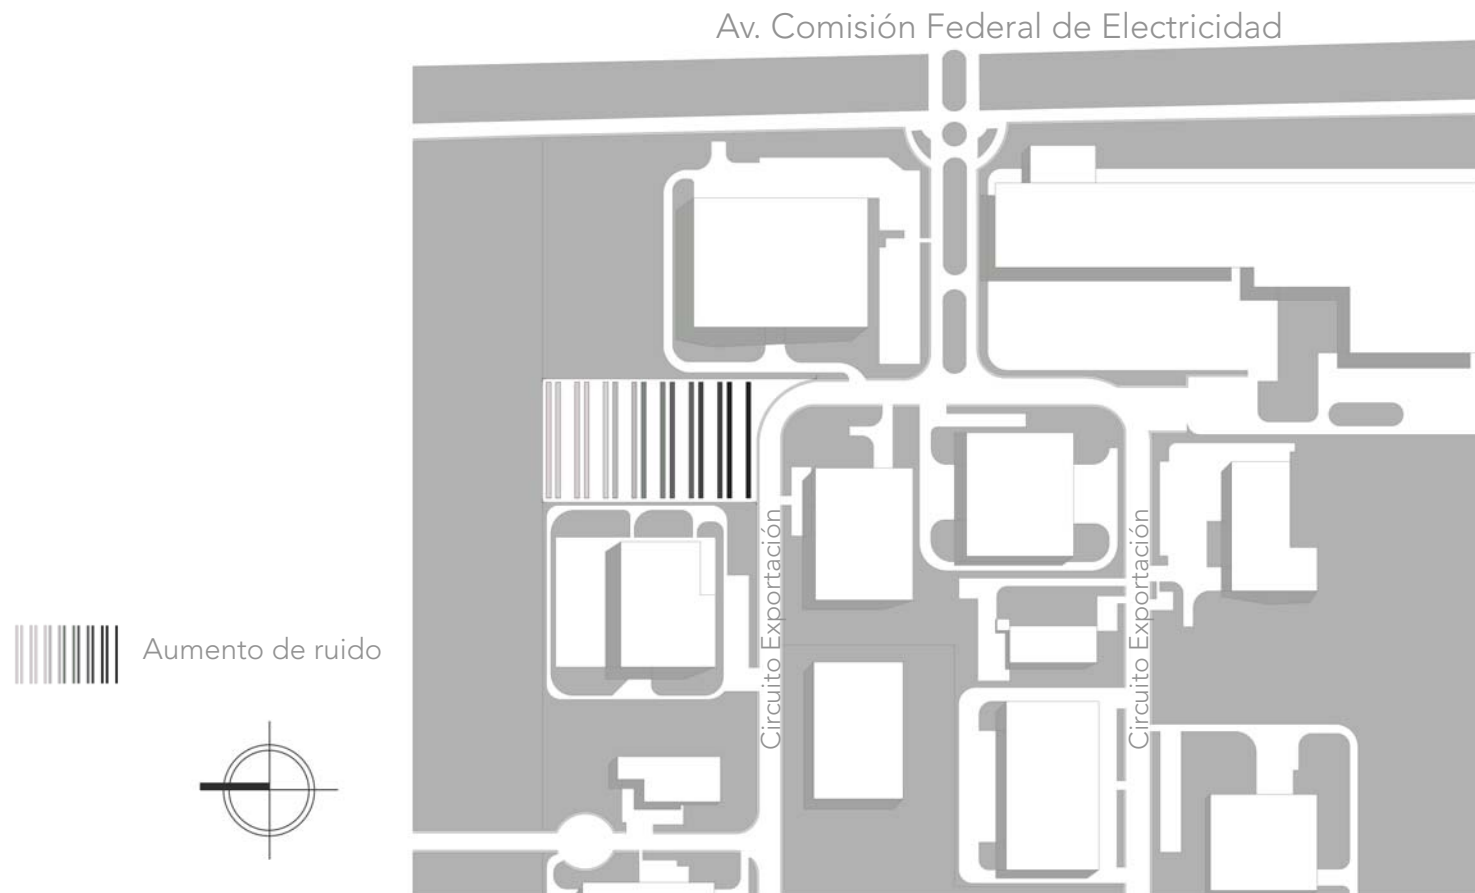 Av. Comisión Federal de Electricidad
Circuito Exportación
Circuito Exportación
Aumento de ruido